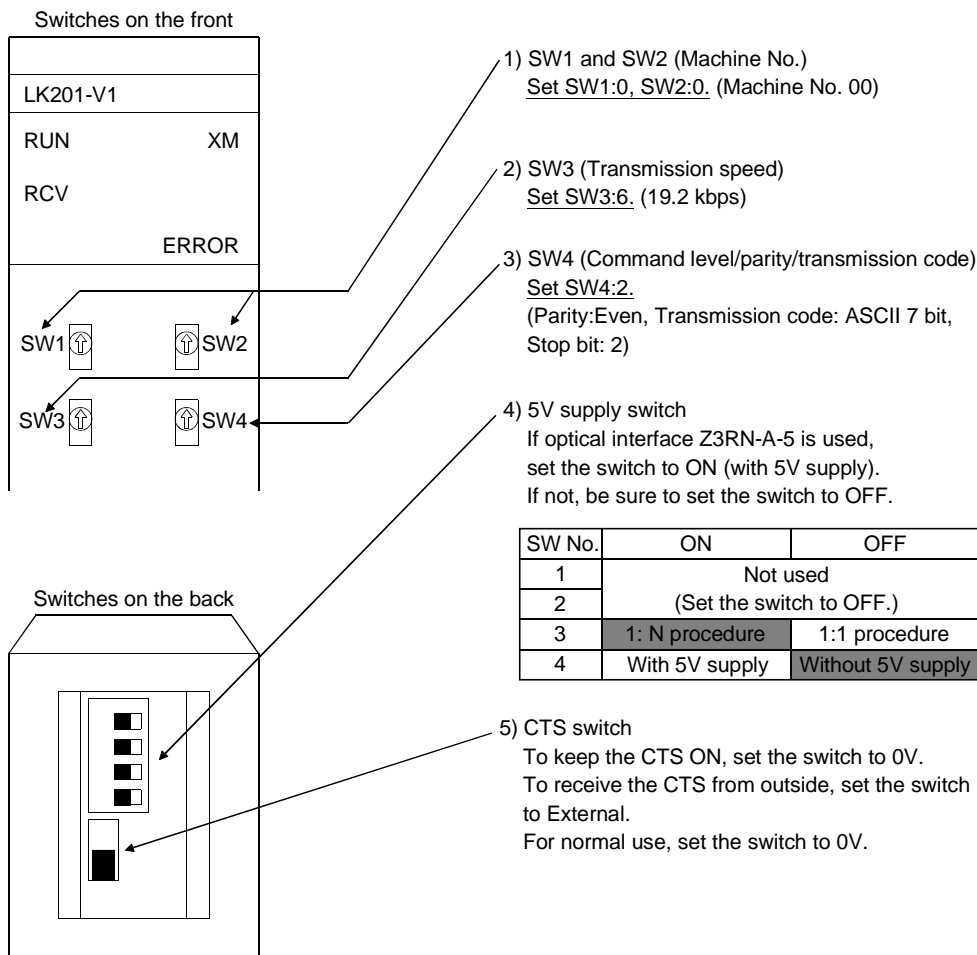 Switches on the front
LK201-V1
RUN XM
RCV
ERROR
SW1 SW2
SW3 SW4
1) SW1 and SW2 (Machine No.)
Set SW1:0, SW2:0. (Machine No. 00)
2) SW3 (Transmission speed)
Set SW3:6. (19.2 kbps)
3) SW4 (Command level/parity/transmission code)
Set SW4:2.
(Parity:Even, Transmission code: ASCII 7 bit,
Stop bit: 2)
4) 5V supply switch
If optical interface Z3RN-A-5 is used,
set the switch to ON (with 5V supply).
If not, be sure to set the switch to OFF.
SW No. ON OFF
1 Not used
2 (Set the switch to OFF.)
3 1: N procedure 1:1 procedure
4 With 5V supply Without 5V supply
Switches on the back
5) CTS switch
To keep the CTS ON, set the switch to 0V.
To receive the CTS from outside, set the switch
to External.
For normal use, set the switch to 0V.